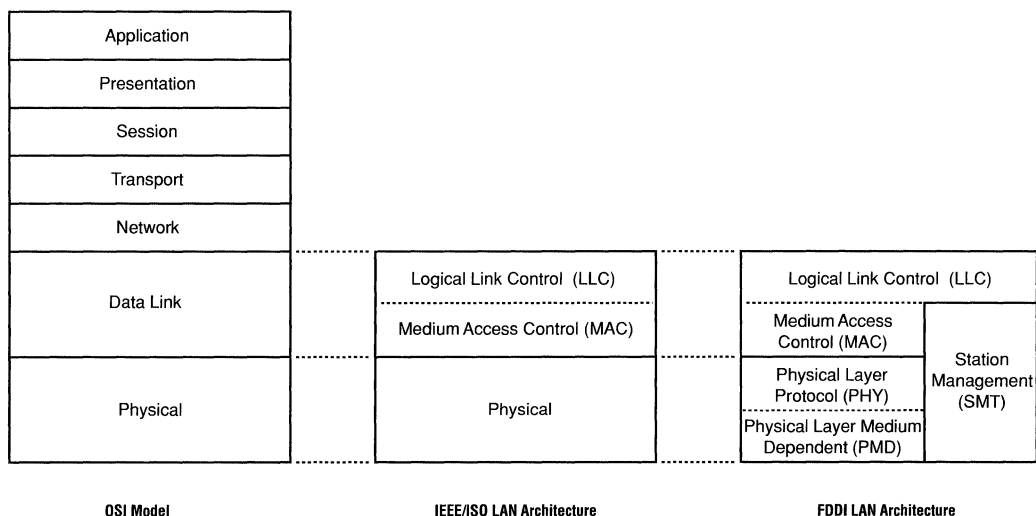 Application
Presentation
Session
Transport
Network
Data Link
Physical
Logical Link Control (LLC)
Medium Access Control (MAC)
Physical
Logical Link Control (LLC)
Medium Access
Control (MAC)
Physical Layer
Protocol (PHY)
Physical Layer Medium
Dependent (PMD)
Station
Management
(SMT)
OSI Model
IEEE/ISO LAN Architecture
FDDI LAN Architecture